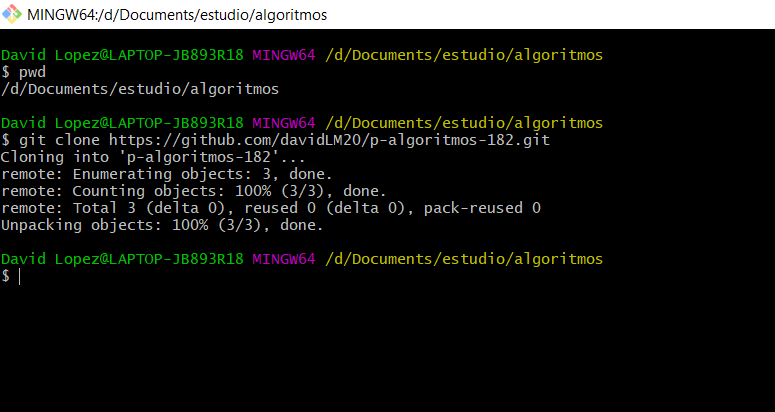 MINGW64:/d/Documents/estudio/algoritmos
David Lopez@LAPTOP-JB893R18 MINGW64 /d/Documents/estudio/algoritmos
$ pwd
/d/Documents/estudio/algoritmos
David Lopez@LAPTOP-JB893R18 MINGW64 /d/Documents/estudio/algoritmos
$ git clone https://github.com/davidLM20/p-algoritmos-182.git
Cloning into 'p-algoritmos-182'...
remote: Enumerating objects: 3, done.
remote: Counting objects: 100% (3/3), done.
remote: Total 3 (delta 0), reused 0 (delta 0), pack-reused 0
Unpacking objects: 100% (3/3), done.
David Lopez@LAPTOP-JB893R18 MINGW64 /d/Documents/estudio/algoritmos
$